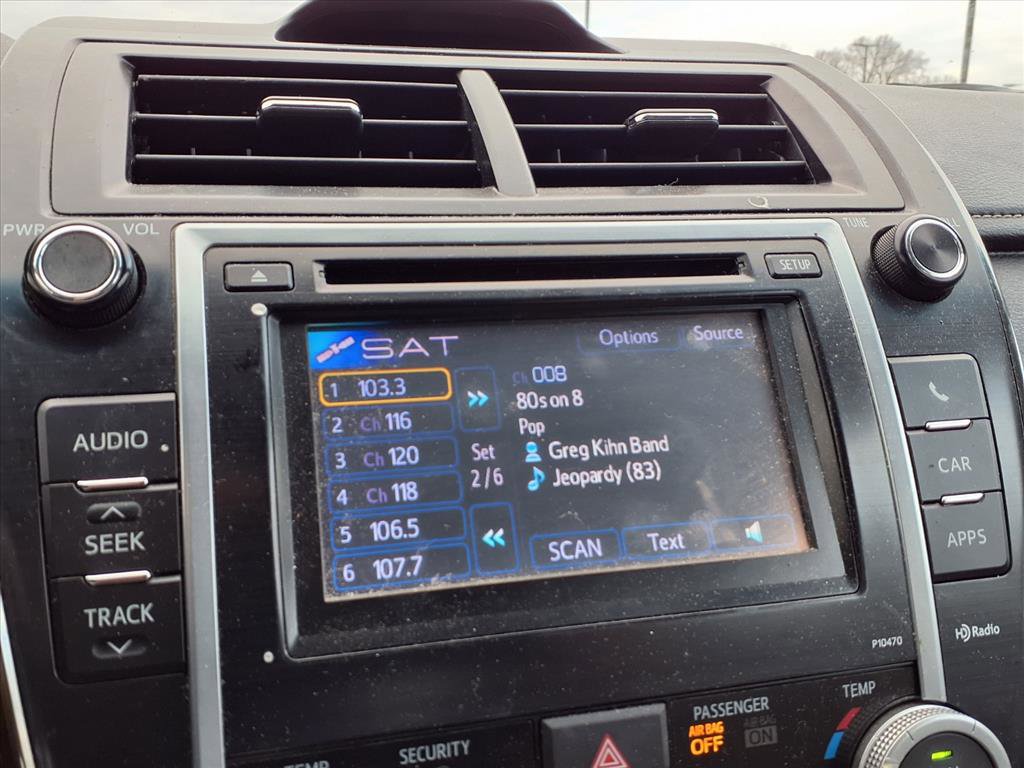 PWR VOL
TUNE
SETUP
SAT
Options Source
1 103.3
2 Ch 116
3 Ch 120
4 Ch 118
5 106.5
6 107.7
Set
2/6
Ch 008
80s on 8
Pop
Greg Kihn Band
Jeopardy (83)
SCAN Text
AUDIO
SEEK
TRACK
CAR
APPS
P10470
HD Radio
SECURITY
PASSENGER
AIR BAG
OFF
AIR BAG
ON
TEMP
TEMP